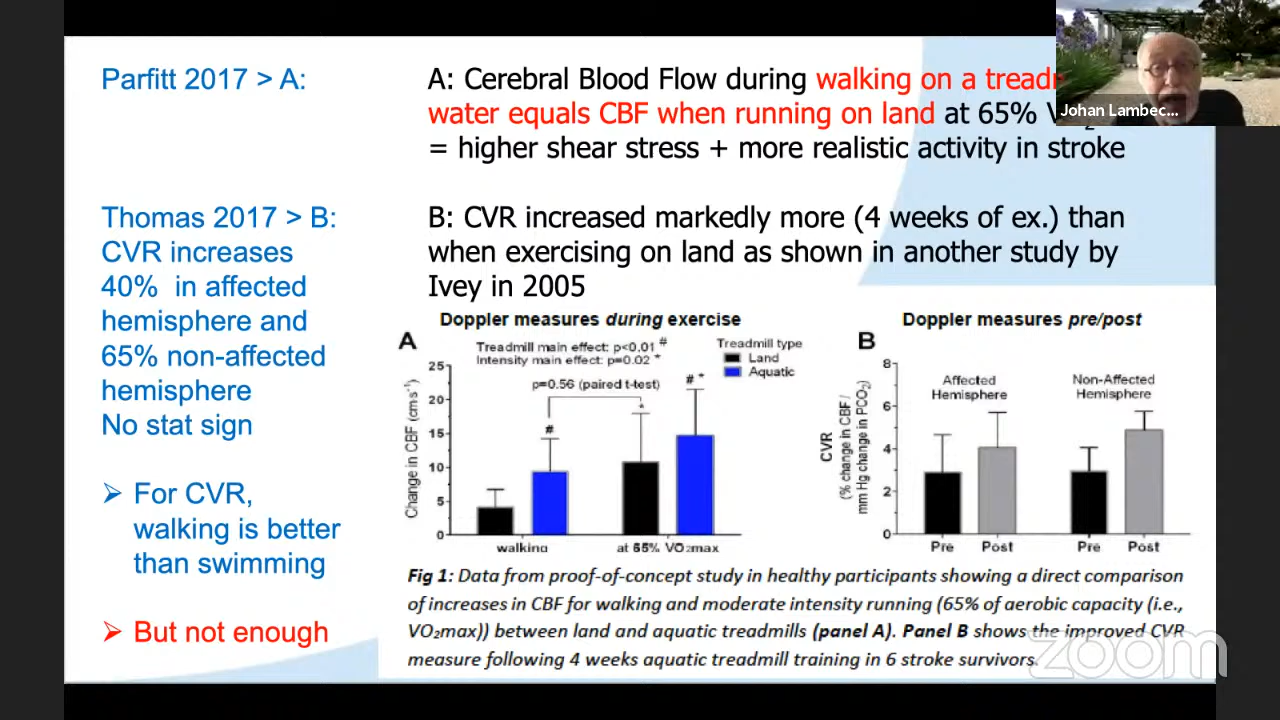 Parfitt 2017 > A:
A: Cerebral Blood Flow during walking on a
water equals CBF when running on land at 65%
= higher shear stress + more realistic activity in stroke
Johan Lambec...
Thomas 2017 > B:
CVR increases
40% in affected
hemisphere and
65% non-affected
hemisphere
No stat sign
B: CVR increased markedly more (4 weeks of ex.) than
when exercising on land as shown in another study by
Ivey in 2005
➢ For CVR,
walking is better
than swimming
➢ But not enough
Doppler measures during exercise
A
Treadmill main effect: p<0.01 #
Intensity main effect: p=0.02 *
Treadmill type
Land
Aquatic
p=0.56 (paired t-test)
# *
*
#
Change in CBF (cm·s⁻¹)
25
20
15
10
5
0
walking
at 65% VO₂max
Doppler measures pre/post
B
Affected
Hemisphere
Non-Affected
Hemisphere
CVR
(% change in CBF/
mm Hg change in PCO₂)
8
6
4
2
0
Pre
Post
Pre
Post
Fig 1: Data from proof-of-concept study in healthy participants showing a direct comparison
of increases in CBF for walking and moderate intensity running (65% of aerobic capacity (i.e.,
VO₂max)) between land and aquatic treadmills (panel A). Panel B shows the improved CVR
measure following 4 weeks aquatic treadmill training in 6 stroke survivors.
zoom